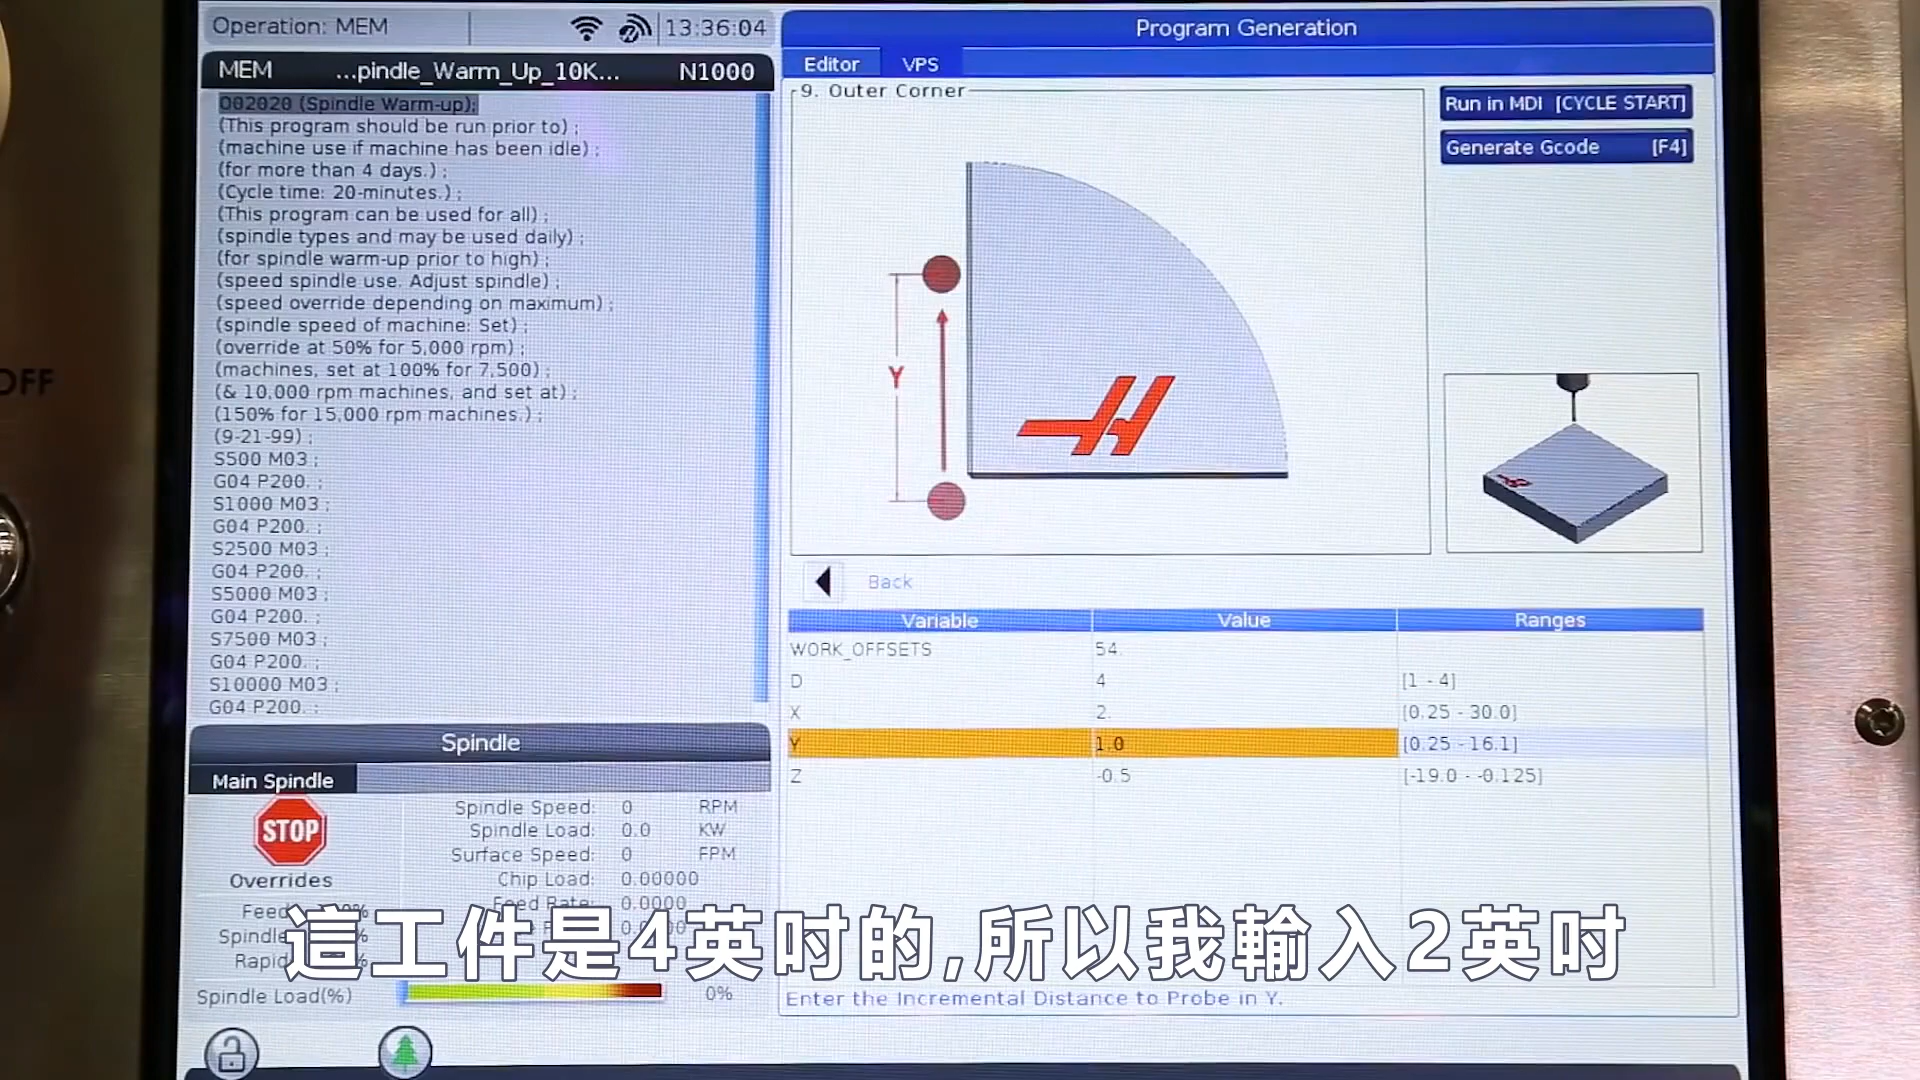 Operation: MEM
13:36:04
MEM ...pindle_Warm_Up_10K... N1000
O02020 (Spindle Warm-up);
(This program should be run prior to) ;
(machine use if machine has been idle) ;
(for more than 4 days.) ;
(Cycle time: 20-minutes.) ;
(This program can be used for all) ;
(spindle types and may be used daily) ;
(for spindle warm-up prior to high) ;
(speed spindle use. Adjust spindle) ;
(speed override depending on maximum) ;
(spindle speed of machine: Set) ;
(override at 50% for 5,000 rpm) ;
(machines, set at 100% for 7,500) ;
(& 10,000 rpm machines, and set at) ;
(150% for 15,000 rpm machines.) ;
(9-21-99) ;
S500 M03 ;
G04 P200. ;
S1000 M03 ;
G04 P200. ;
S2500 M03 ;
G04 P200. ;
S5000 M03 ;
G04 P200. ;
S7500 M03 ;
G04 P200. ;
S10000 M03 ;
G04 P200. ;
Spindle
Main Spindle
STOP
Spindle Speed: 0 RPM
Spindle Load: 0.0 KW
Surface Speed: 0 FPM
Chip Load: 0.00000
Feed Rate: 0.0000
Overrides
Feed
Spindle
Rapid
Spindle Load(%) 0%
Program Generation
Editor VPS
9. Outer Corner
Y
Run in MDI [CYCLE START]
Generate Gcode [F4]
Back
Variable Value Ranges
WORK_OFFSETS 54.
D 4 [1 - 4]
X 2. [0.25 - 30.0]
Y 1.0 [0.25 - 16.1]
Z -0.5 [-19.0 - -0.125]
Enter the Incremental Distance to Probe in Y.
OFF
這工件是4英吋的,所以我輸入2英吋